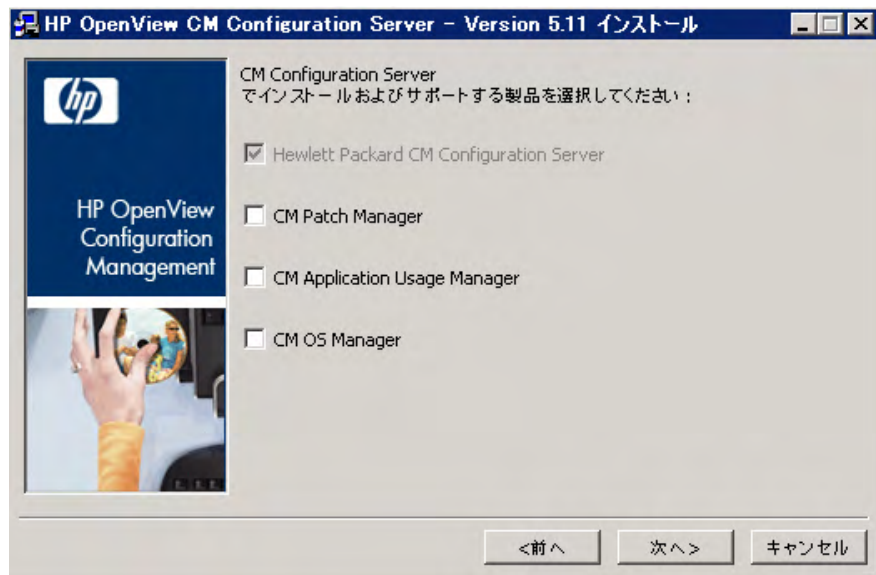 HP OpenView CM Configuration Server - Version 5.11 インストール
hp
HP OpenView
Configuration
Management
CM Configuration Server
でインストールおよびサポートする製品を選択してください：
Hewlett Packard CM Configuration Server
CM Patch Manager
CM Application Usage Manager
CM OS Manager
<前へ
次へ>
キャンセル